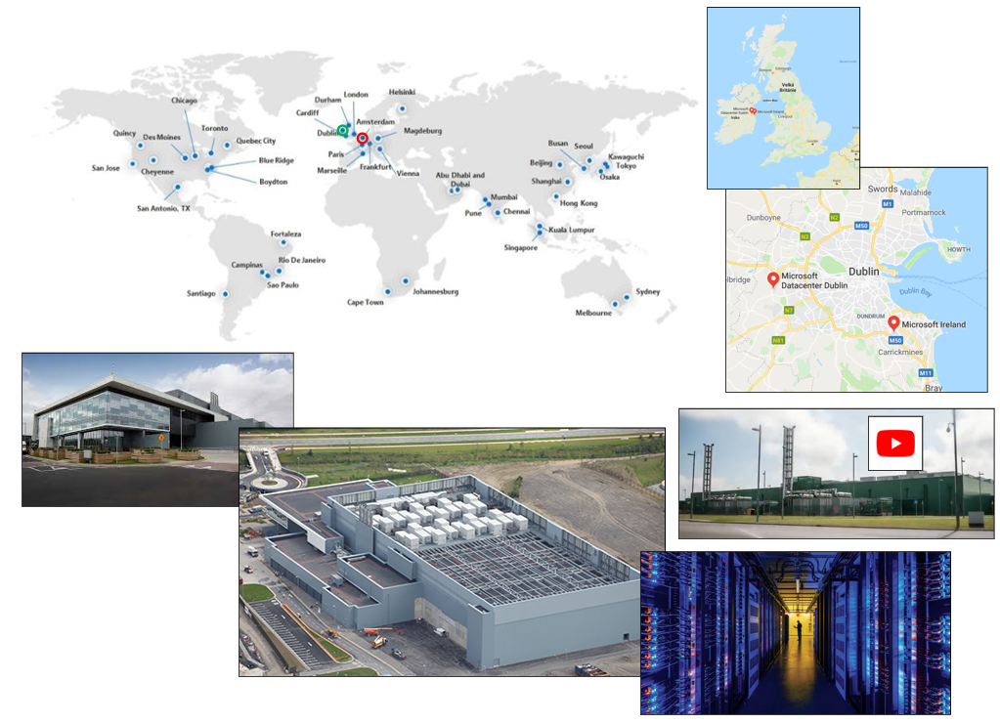 Chicago
Toronto
Quincy
Des Moines
Quebec City
San Jose
Cheyenne
Blue Ridge
Boydton
San Antonio, TX
Fortaleza
Campinas
Rio De Janeiro
Sao Paulo
Santiago
London
Durham
Cardiff
Dublin
Helsinki
Amsterdam
Magdeburg
Paris
Marseille
Frankfurt
Vienna
Abu Dhabi and
Dubai
Mumbai
Pune
Chennai
Cape Town
Johannesburg
Busan
Seoul
Beijing
Kawaguchi
Tokyo
Osaka
Shanghai
Hong Kong
Kuala Lumpur
Singapore
Sydney
Melbourne
Edinburgh
Velká
Británie
Microsoft
Datacenter Dublin
Microsoft Ireland
Swords
Malahide
M1
Portmarnock
Dunboyne
N2
M50
N3
HOWTH
Dublin
lbridge
Microsoft
Datacenter Dublin
Dublin Bay
N7
DUNDRUM
Microsoft Ireland
N81
M50
Carrickmines
M11
Bray